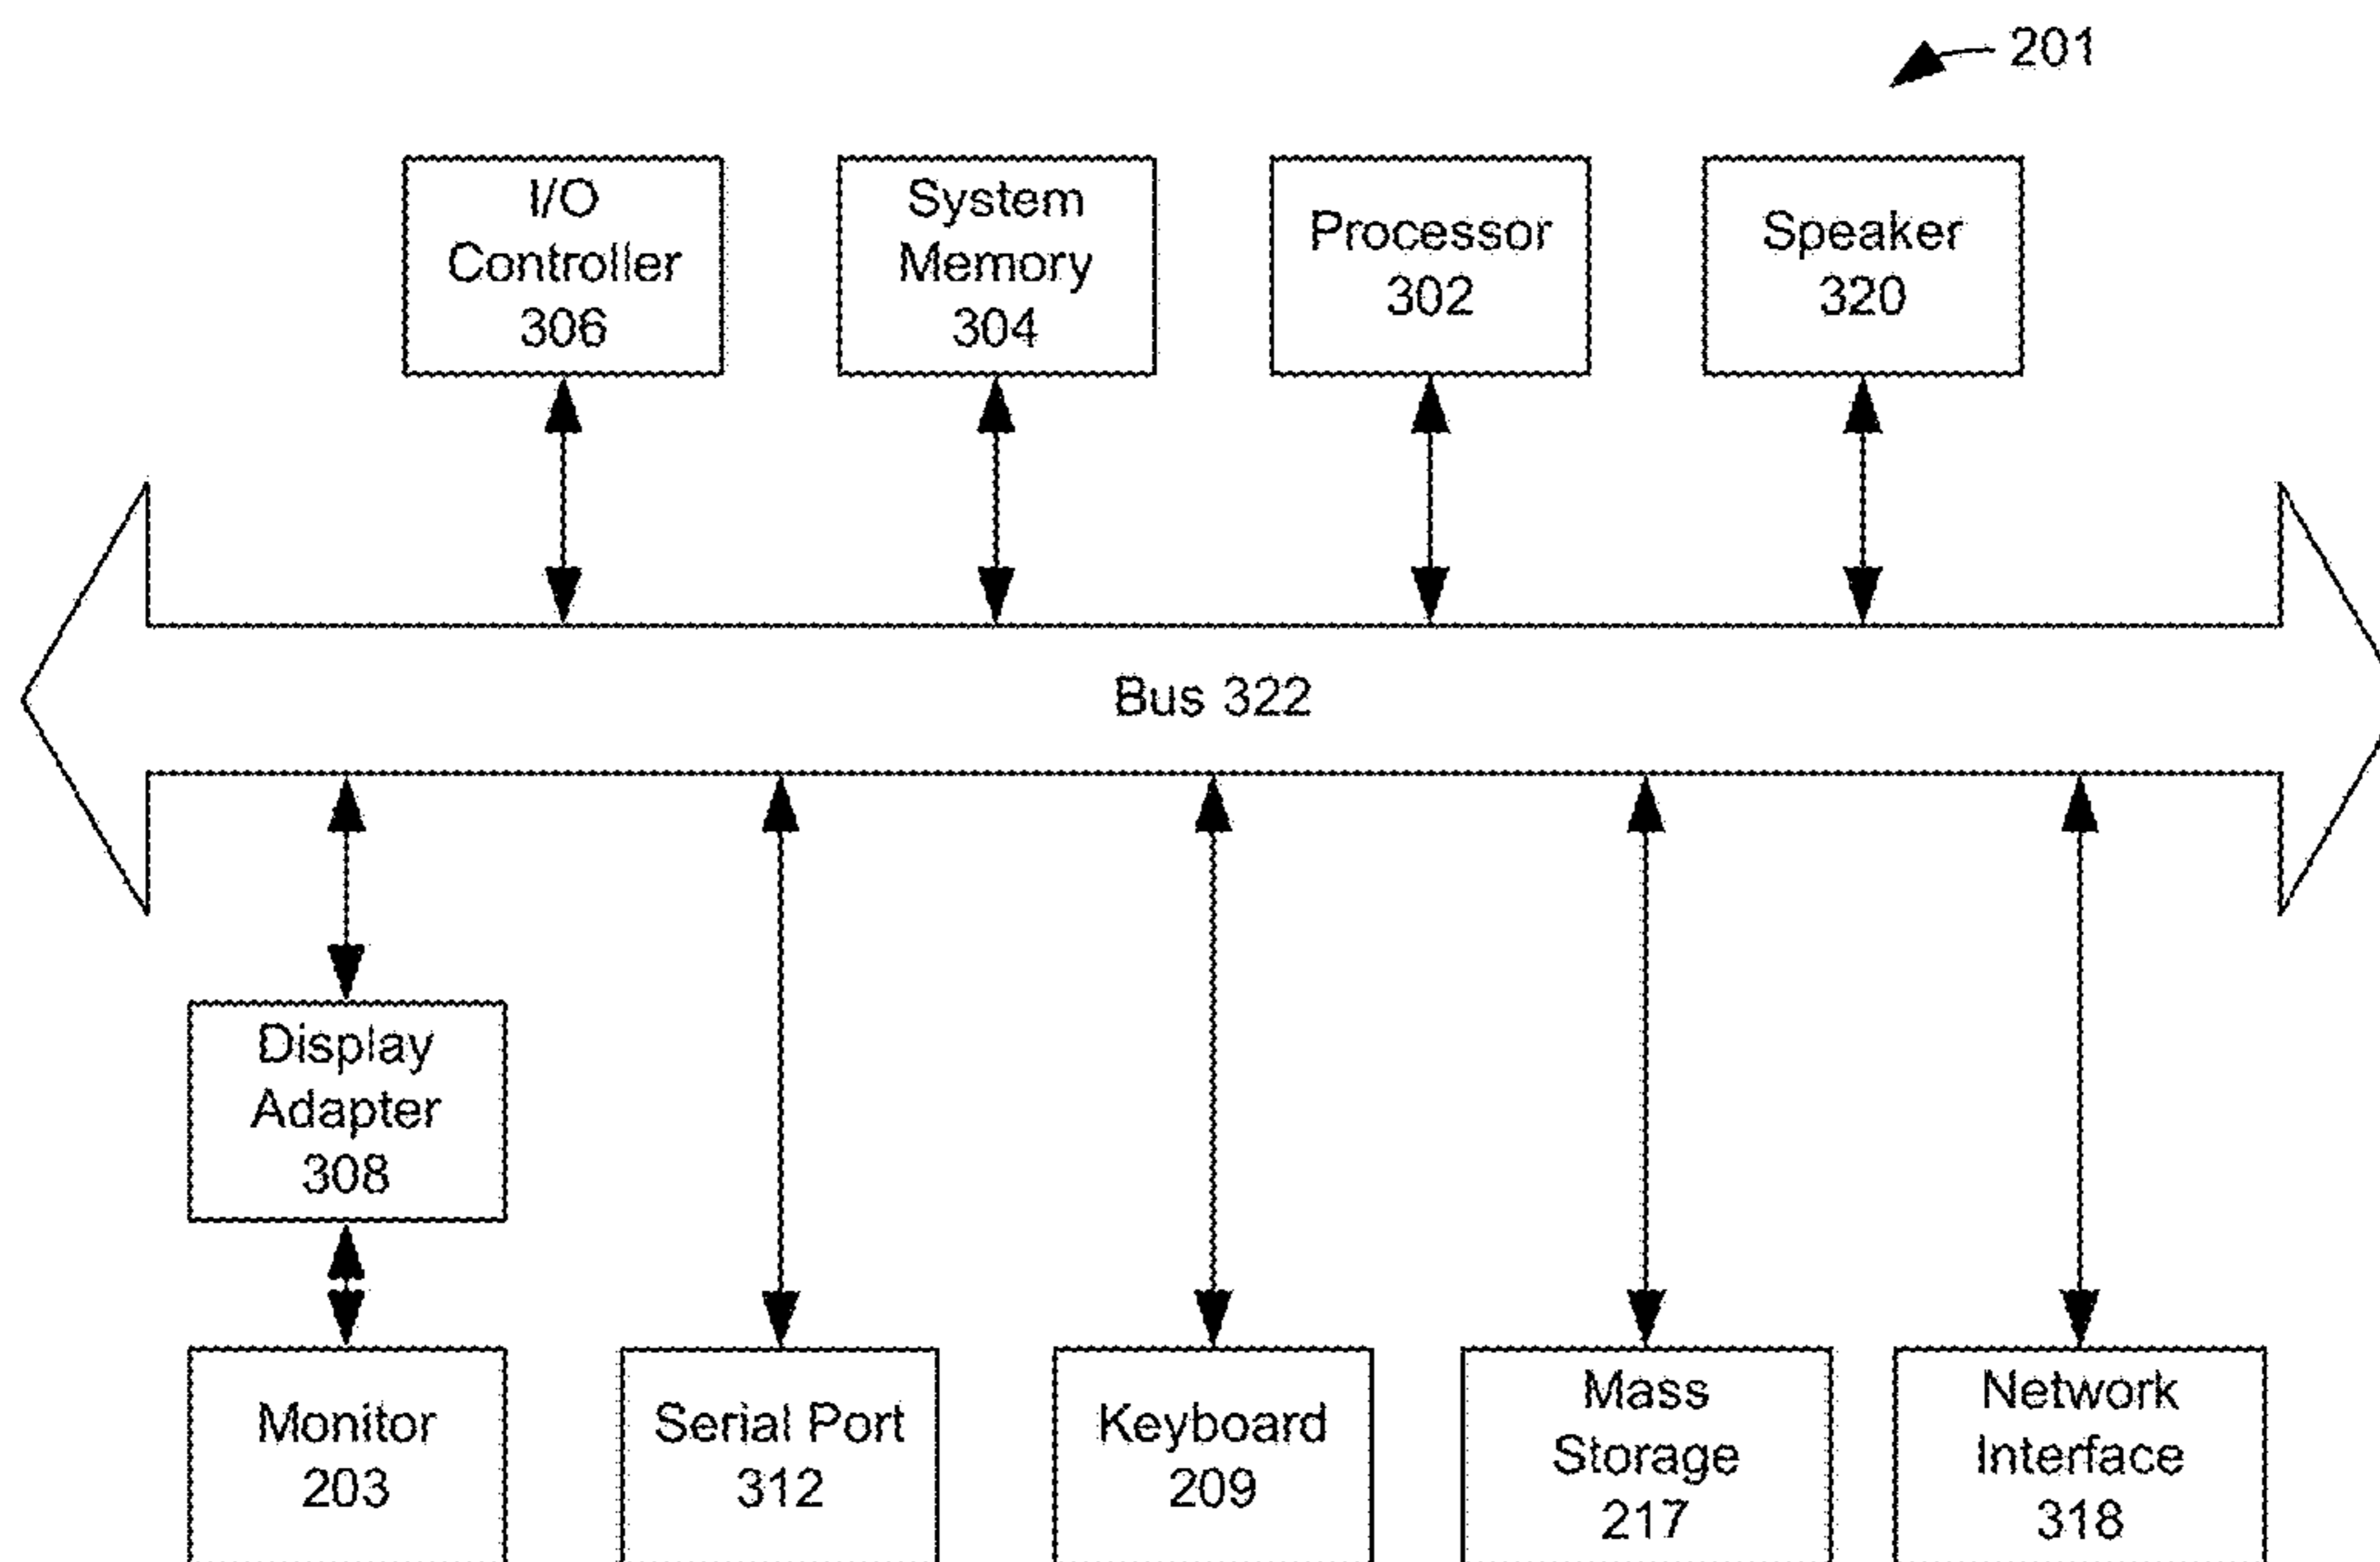 201
I/O
Controller
306
System
Memory
304
Processor
302
Speaker
320
Bus 322
Display
Adapter
308
Monitor
203
Serial Port
312
Keyboard
209
Mass
Storage
217
Network
Interface
318